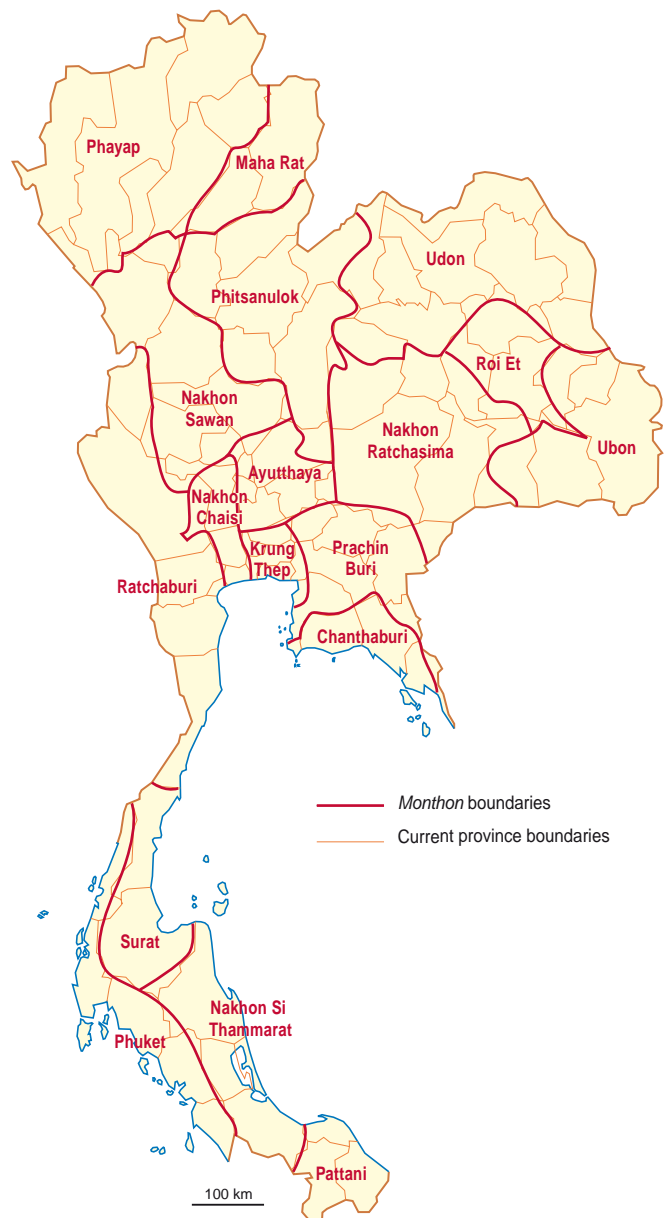 Phayap
Maha Rat
Udon
Phitsanulok
Roi Et
Nakhon
Sawan
Nakhon
Ratchasima
Ubon
Ayutthaya
Nakhon
Chaisi
Krung
Thep
Prachin
Buri
Ratchaburi
Chanthaburi
Monthon boundaries
Current province boundaries
Surat
Nakhon Si
Thammarat
Phuket
Pattani
100 km